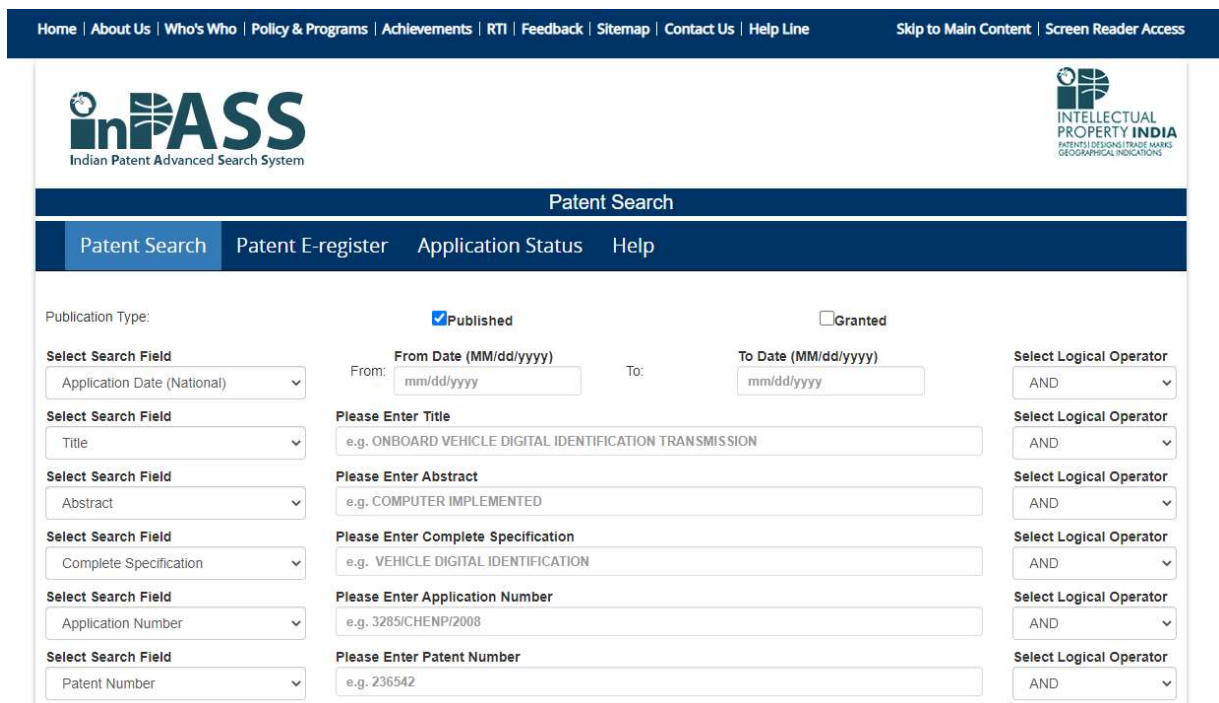 Home | About Us | Who's Who | Policy & Programs | Achievements | RTI | Feedback | Sitemap | Contact Us | Help Line Skip to Main Content | Screen Reader Access
inPASS
Indian Patent Advanced Search System
INTELLECTUAL
PROPERTY INDIA
PATENTS | DESIGNS | TRADE MARKS
GEOGRAPHICAL INDICATIONS
Patent Search
Patent Search Patent E-register Application Status Help
Publication Type: Published Granted
Select Search Field From Date (MM/dd/yyyy) To Date (MM/dd/yyyy) Select Logical Operator
Application Date (National) From: mm/dd/yyyy To: mm/dd/yyyy AND
Select Search Field Please Enter Title Select Logical Operator
Title e.g. ONBOARD VEHICLE DIGITAL IDENTIFICATION TRANSMISSION AND
Select Search Field Please Enter Abstract Select Logical Operator
Abstract e.g. COMPUTER IMPLEMENTED AND
Select Search Field Please Enter Complete Specification Select Logical Operator
Complete Specification e.g. VEHICLE DIGITAL IDENTIFICATION AND
Select Search Field Please Enter Application Number Select Logical Operator
Application Number e.g. 3285/CHENP/2008 AND
Select Search Field Please Enter Patent Number Select Logical Operator
Patent Number e.g. 236542 AND